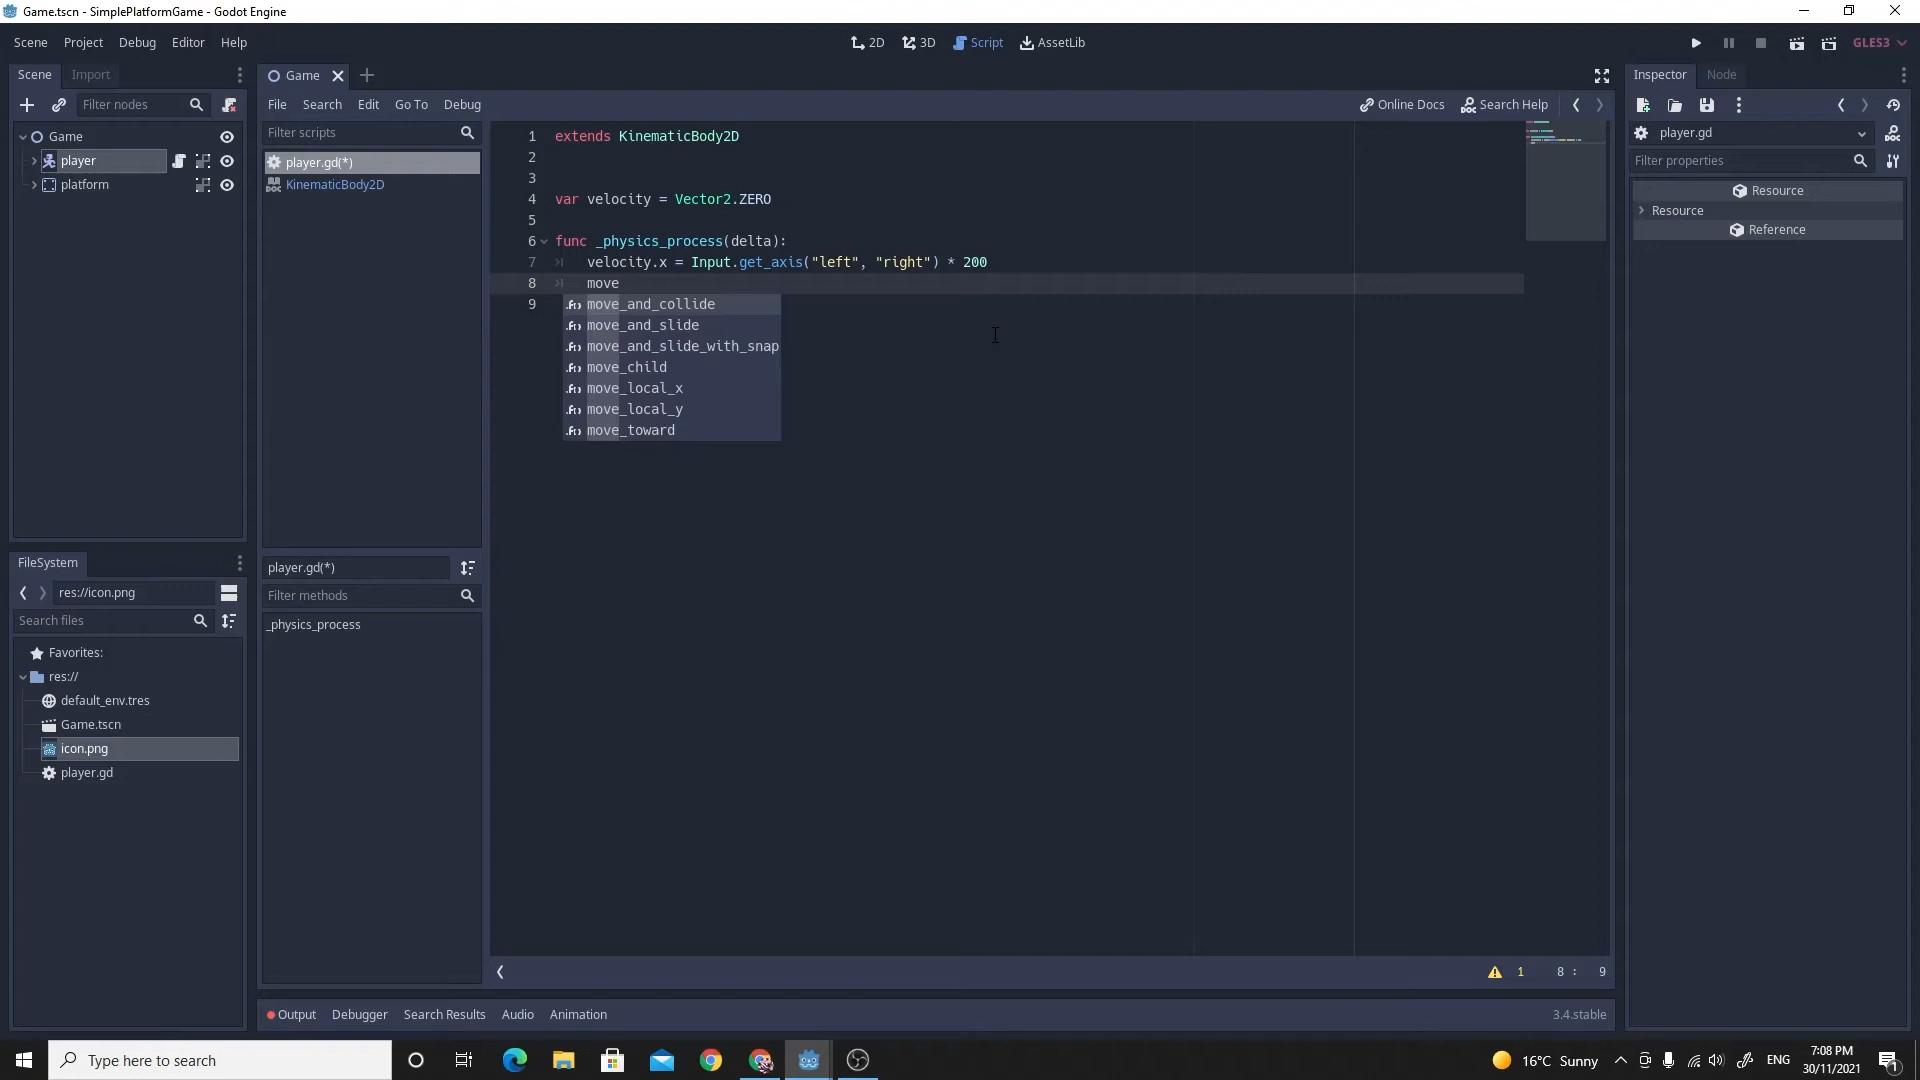 Game.tscn - SimplePlatformGame - Godot Engine
Scene Project Debug Editor Help
2D 3D Script AssetLib
GLES3
Scene Import
Filter nodes
Game
player
platform
FileSystem
res://icon.png
Search files
Favorites:
res://
default_env.tres
Game.tscn
icon.png
player.gd
Game
File Search Edit Go To Debug
Online Docs Search Help
Filter scripts
player.gd(*)
KinematicBody2D
player.gd(*)
Filter methods
_physics_process
1 extends KinematicBody2D
2
3
4 var velocity = Vector2.ZERO
5
6 func _physics_process(delta):
7 velocity.x = Input.get_axis("left", "right") * 200
8 move
9
move_and_collide
move_and_slide
move_and_slide_with_snap
move_child
move_local_x
move_local_y
move_toward
1 8 : 9
Output Debugger Search Results Audio Animation
3.4.stable
Inspector Node
player.gd
Filter properties
Resource
Resource
Reference
Type here to search
16°C Sunny
ENG
7:08 PM
30/11/2021
1